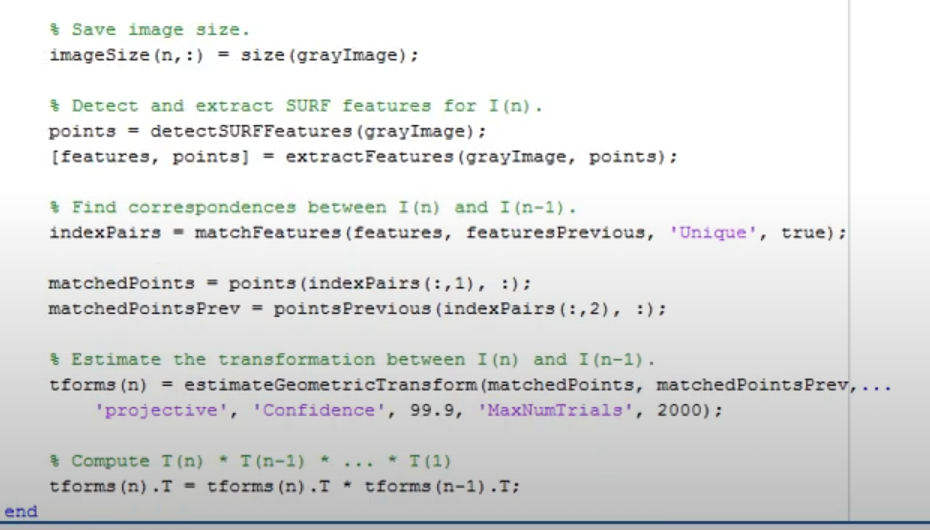 % Save image size.
imageSize(n,:) = size(grayImage);
% Detect and extract SURF features for I(n).
points = detectSURFFeatures(grayImage);
[features, points] = extractFeatures(grayImage, points);
% Find correspondences between I(n) and I(n-1).
indexPairs = matchFeatures(features, featuresPrevious, 'Unique', true);
matchedPoints = points(indexPairs(:,1), :);
matchedPointsPrev = pointsPrevious(indexPairs(:,2), :);
% Estimate the transformation between I(n) and I(n-1).
tforms(n) = estimateGeometricTransform(matchedPoints, matchedPointsPrev,...
'projective', 'Confidence', 99.9, 'MaxNumTrials', 2000);
% Compute T(n) * T(n-1) * ... * T(1)
tforms(n).T = tforms(n).T * tforms(n-1).T;
end